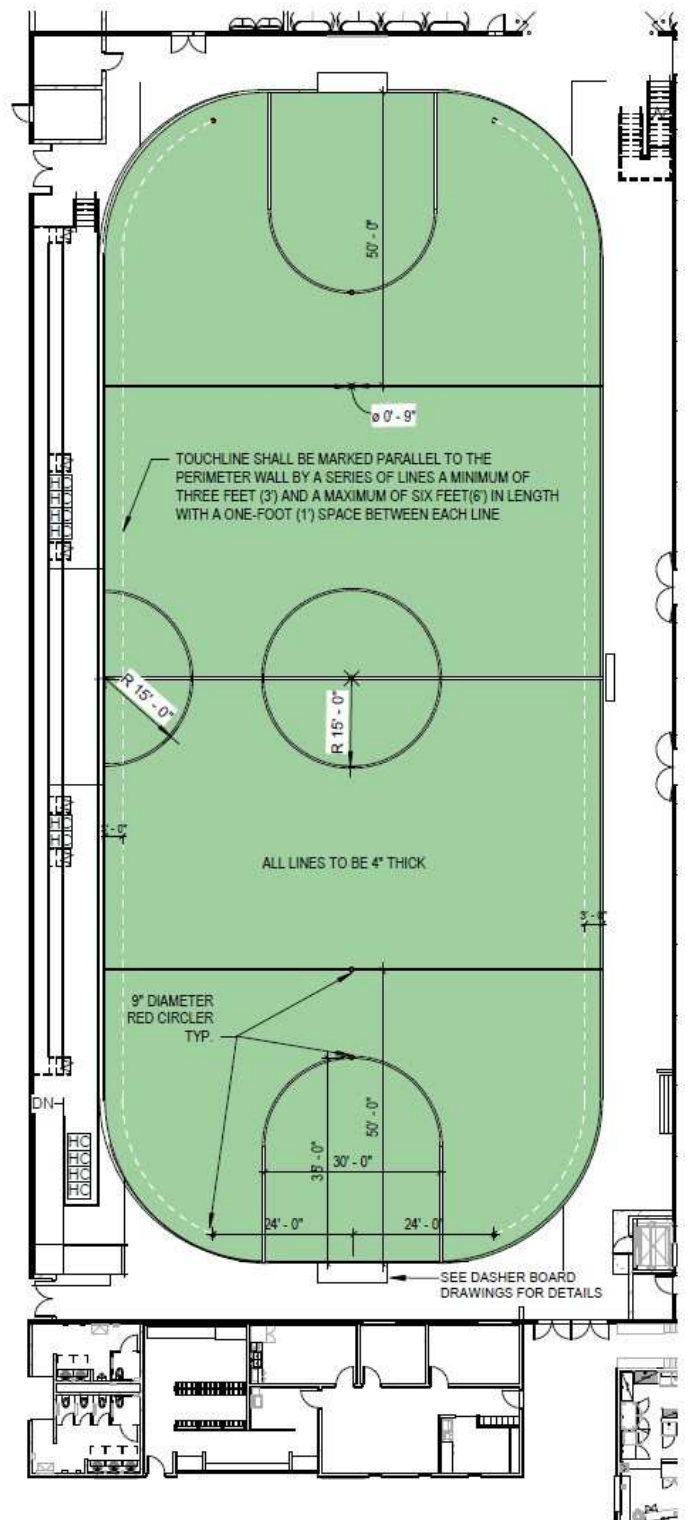 50' - 0"
ø 0' - 9"
TOUCHLINE SHALL BE MARKED PARALLEL TO THE
PERIMETER WALL BY A SERIES OF LINES A MINIMUM OF
THREE FEET (3') AND A MAXIMUM OF SIX FEET(6') IN LENGTH
WITH A ONE-FOOT (1') SPACE BETWEEN EACH LINE
R 15' - 0"
R 15' - 0"
ALL LINES TO BE 4" THICK
3' - 0"
9" DIAMETER
RED CIRCLER
TYP.
DN
50' - 0"
30' - 0"
HC
HC
HC
HC
24' - 0"
24' - 0"
SEE DASHER BOARD
DRAWINGS FOR DETAILS